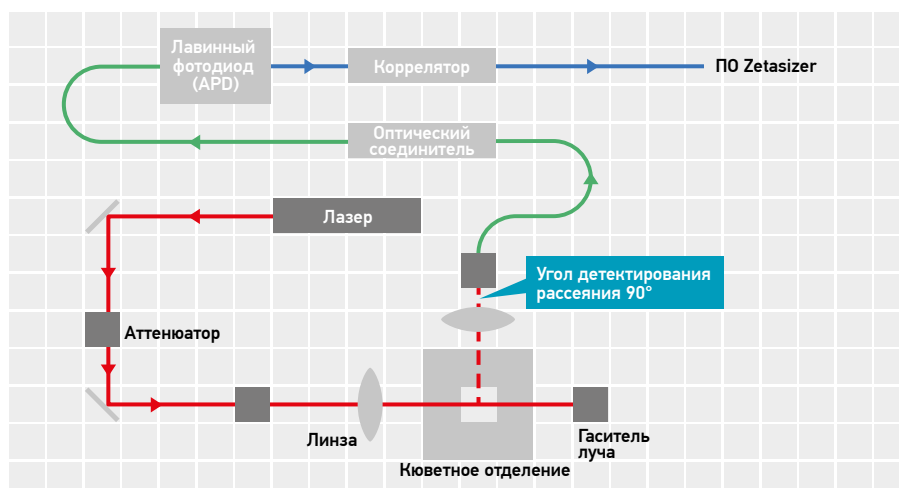 Лавинный
фотодиод
(APD)
Коррелятор
ПО Zetasizer
Оптический
соединитель
Лазер
Угол детектирования
рассеяния 90°
Аттенюатор
Линза
Гаситель
луча
Кюветное отделение